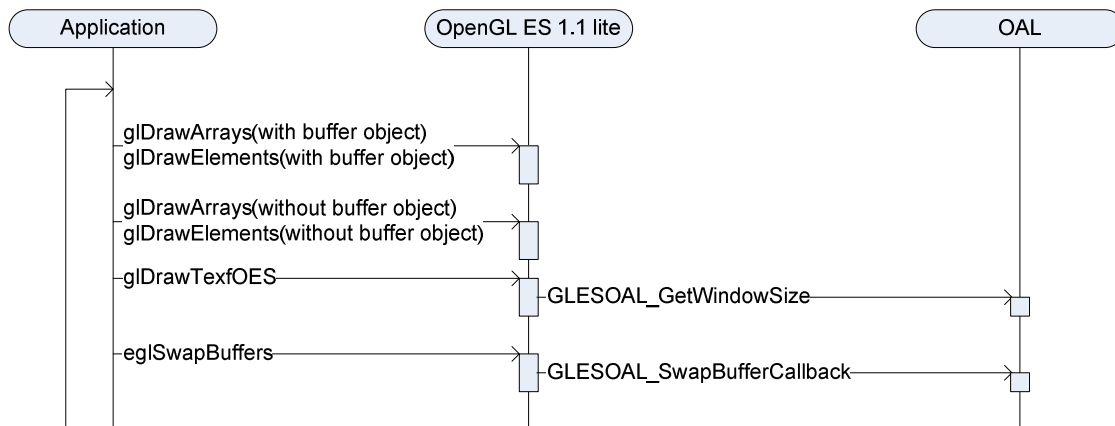 Application
OpenGL ES 1.1 lite
OAL
glDrawArrays(with buffer object)
glDrawElements(with buffer object)
glDrawArrays(without buffer object)
glDrawElements(without buffer object)
glDrawTexfOES
GLESOAL_GetWindowSize
eglSwapBuffers
GLESOAL_SwapBufferCallback